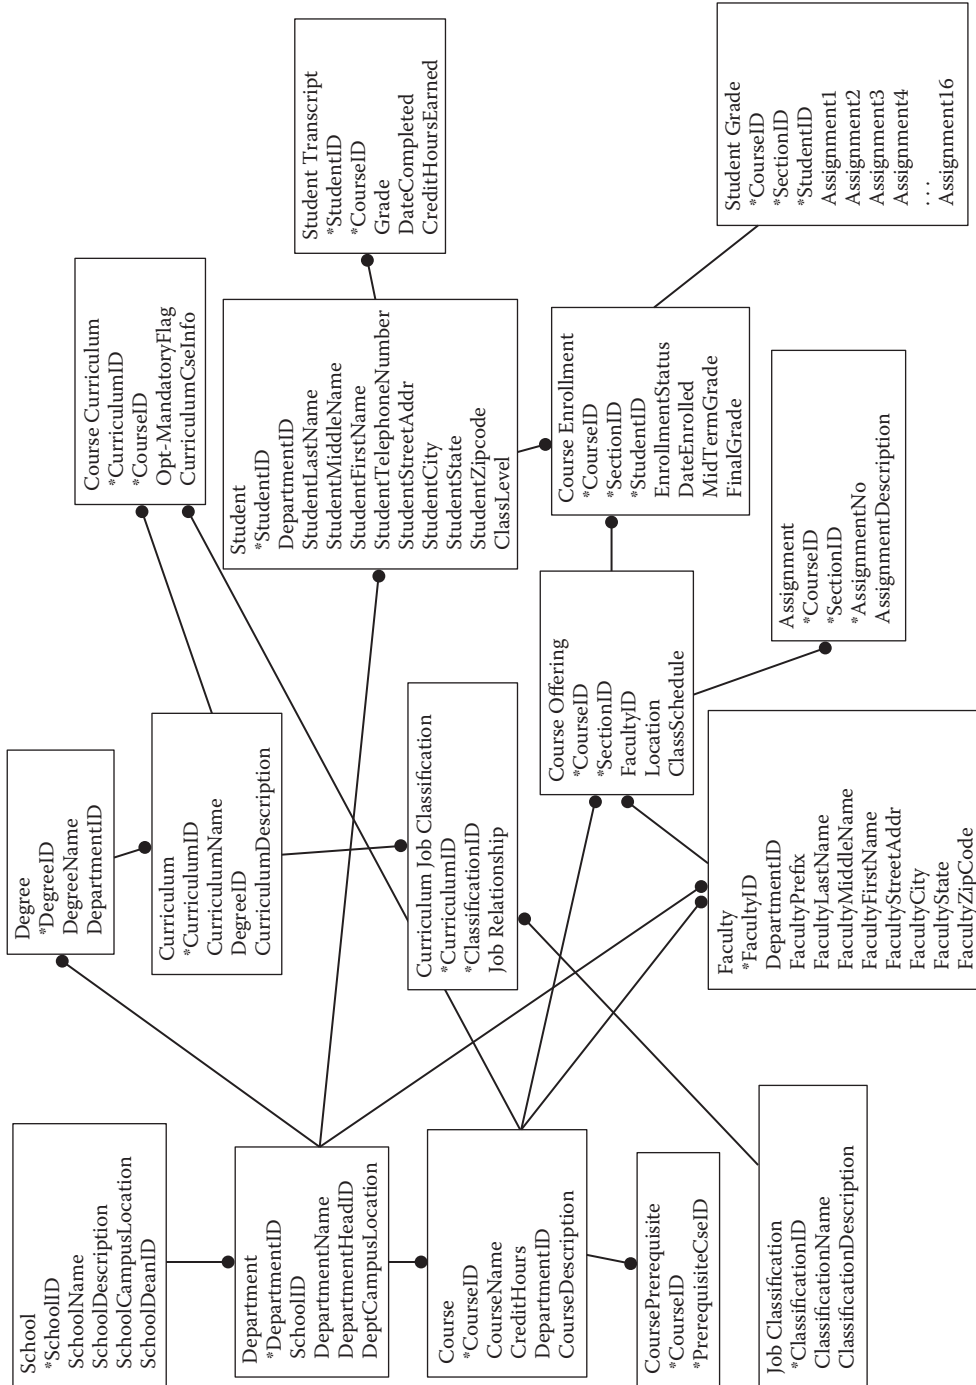 School
*SchoolID
SchoolName
SchoolDescription
SchoolCampusLocation
SchoolDeanID
Department
*DepartmentID
SchoolID
DepartmentName
DepartmentHeadID
DeptCampusLocation
Course
*CourseID
CourseName
CreditHours
DepartmentID
CourseDescription
CoursePrerequisite
*CourseID
*PrerequisiteCseID
Job Classification
*ClassificationID
ClassificationName
ClassificationDescription
Degree
*DegreeID
DegreeName
DepartmentID
Curriculum
*CurriculumID
CurriculumName
DegreeID
CurriculumDescription
Curriculum Job Classification
*CurriculumID
*ClassificationID
Job Relationship
Faculty
*FacultyID
DepartmentID
FacultyPrefix
FacultyLastName
FacultyMiddleName
FacultyFirstName
FacultyStreetAddr
FacultyCity
FacultyState
FacultyZipCode
Course Offering
*CourseID
*SectionID
FacultyID
Location
ClassSchedule
Assignment
*CourseID
*SectionID
*AssignmentNo
AssignmentDescription
Course Curriculum
*CurriculumID
*CourseID
Opt-MandatoryFlag
CurriculumCseInfo
Student
*StudentID
DepartmentID
StudentLastName
StudentMiddleName
StudentFirstName
StudentTelephoneNumber
StudentStreetAddr
StudentCity
StudentState
StudentZipcode
ClassLevel
Course Enrollment
*CourseID
*SectionID
*StudentID
EnrollmentStatus
DateEnrolled
MidTermGrade
FinalGrade
Student Transcript
*StudentID
*CourseID
Grade
DateCompleted
CreditHoursEarned
Student Grade
*CourseID
*SectionID
*StudentID
Assignment1
Assignment2
Assignment3
Assignment4
. . .
Assignment16